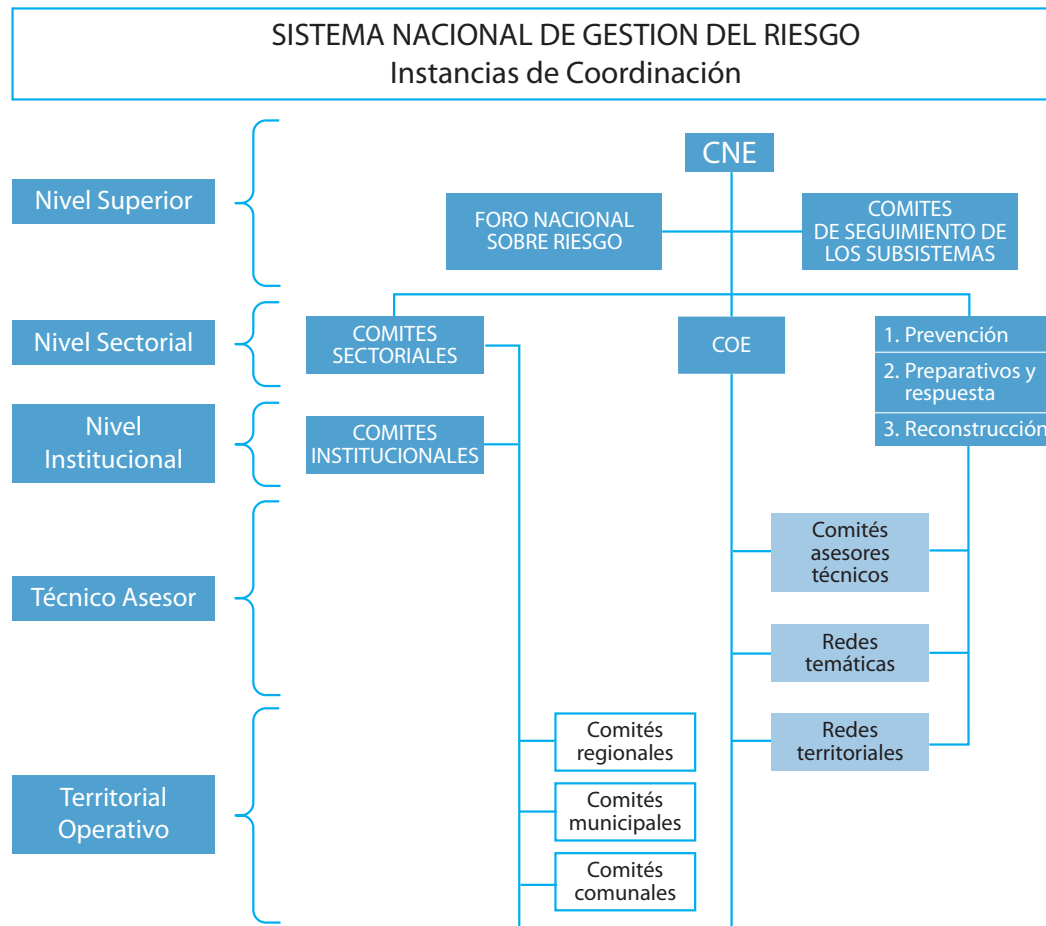 SISTEMA NACIONAL DE GESTION DEL RIESGO
Instancias de Coordinación
CNE
Nivel Superior
FORO NACIONAL
SOBRE RIESGO
COMITES
DE SEGUIMIENTO DE
LOS SUBSISTEMAS
Nivel Sectorial
COMITES
SECTORIALES
COE
1. Prevención
2. Preparativos y
respuesta
3. Reconstrucción
Nivel
Institucional
COMITES
INSTITUCIONALES
Técnico Asesor
Comités
asesores
técnicos
Redes
temáticas
Redes
territoriales
Territorial
Operativo
Comités
regionales
Comités
municipales
Comités
comunales